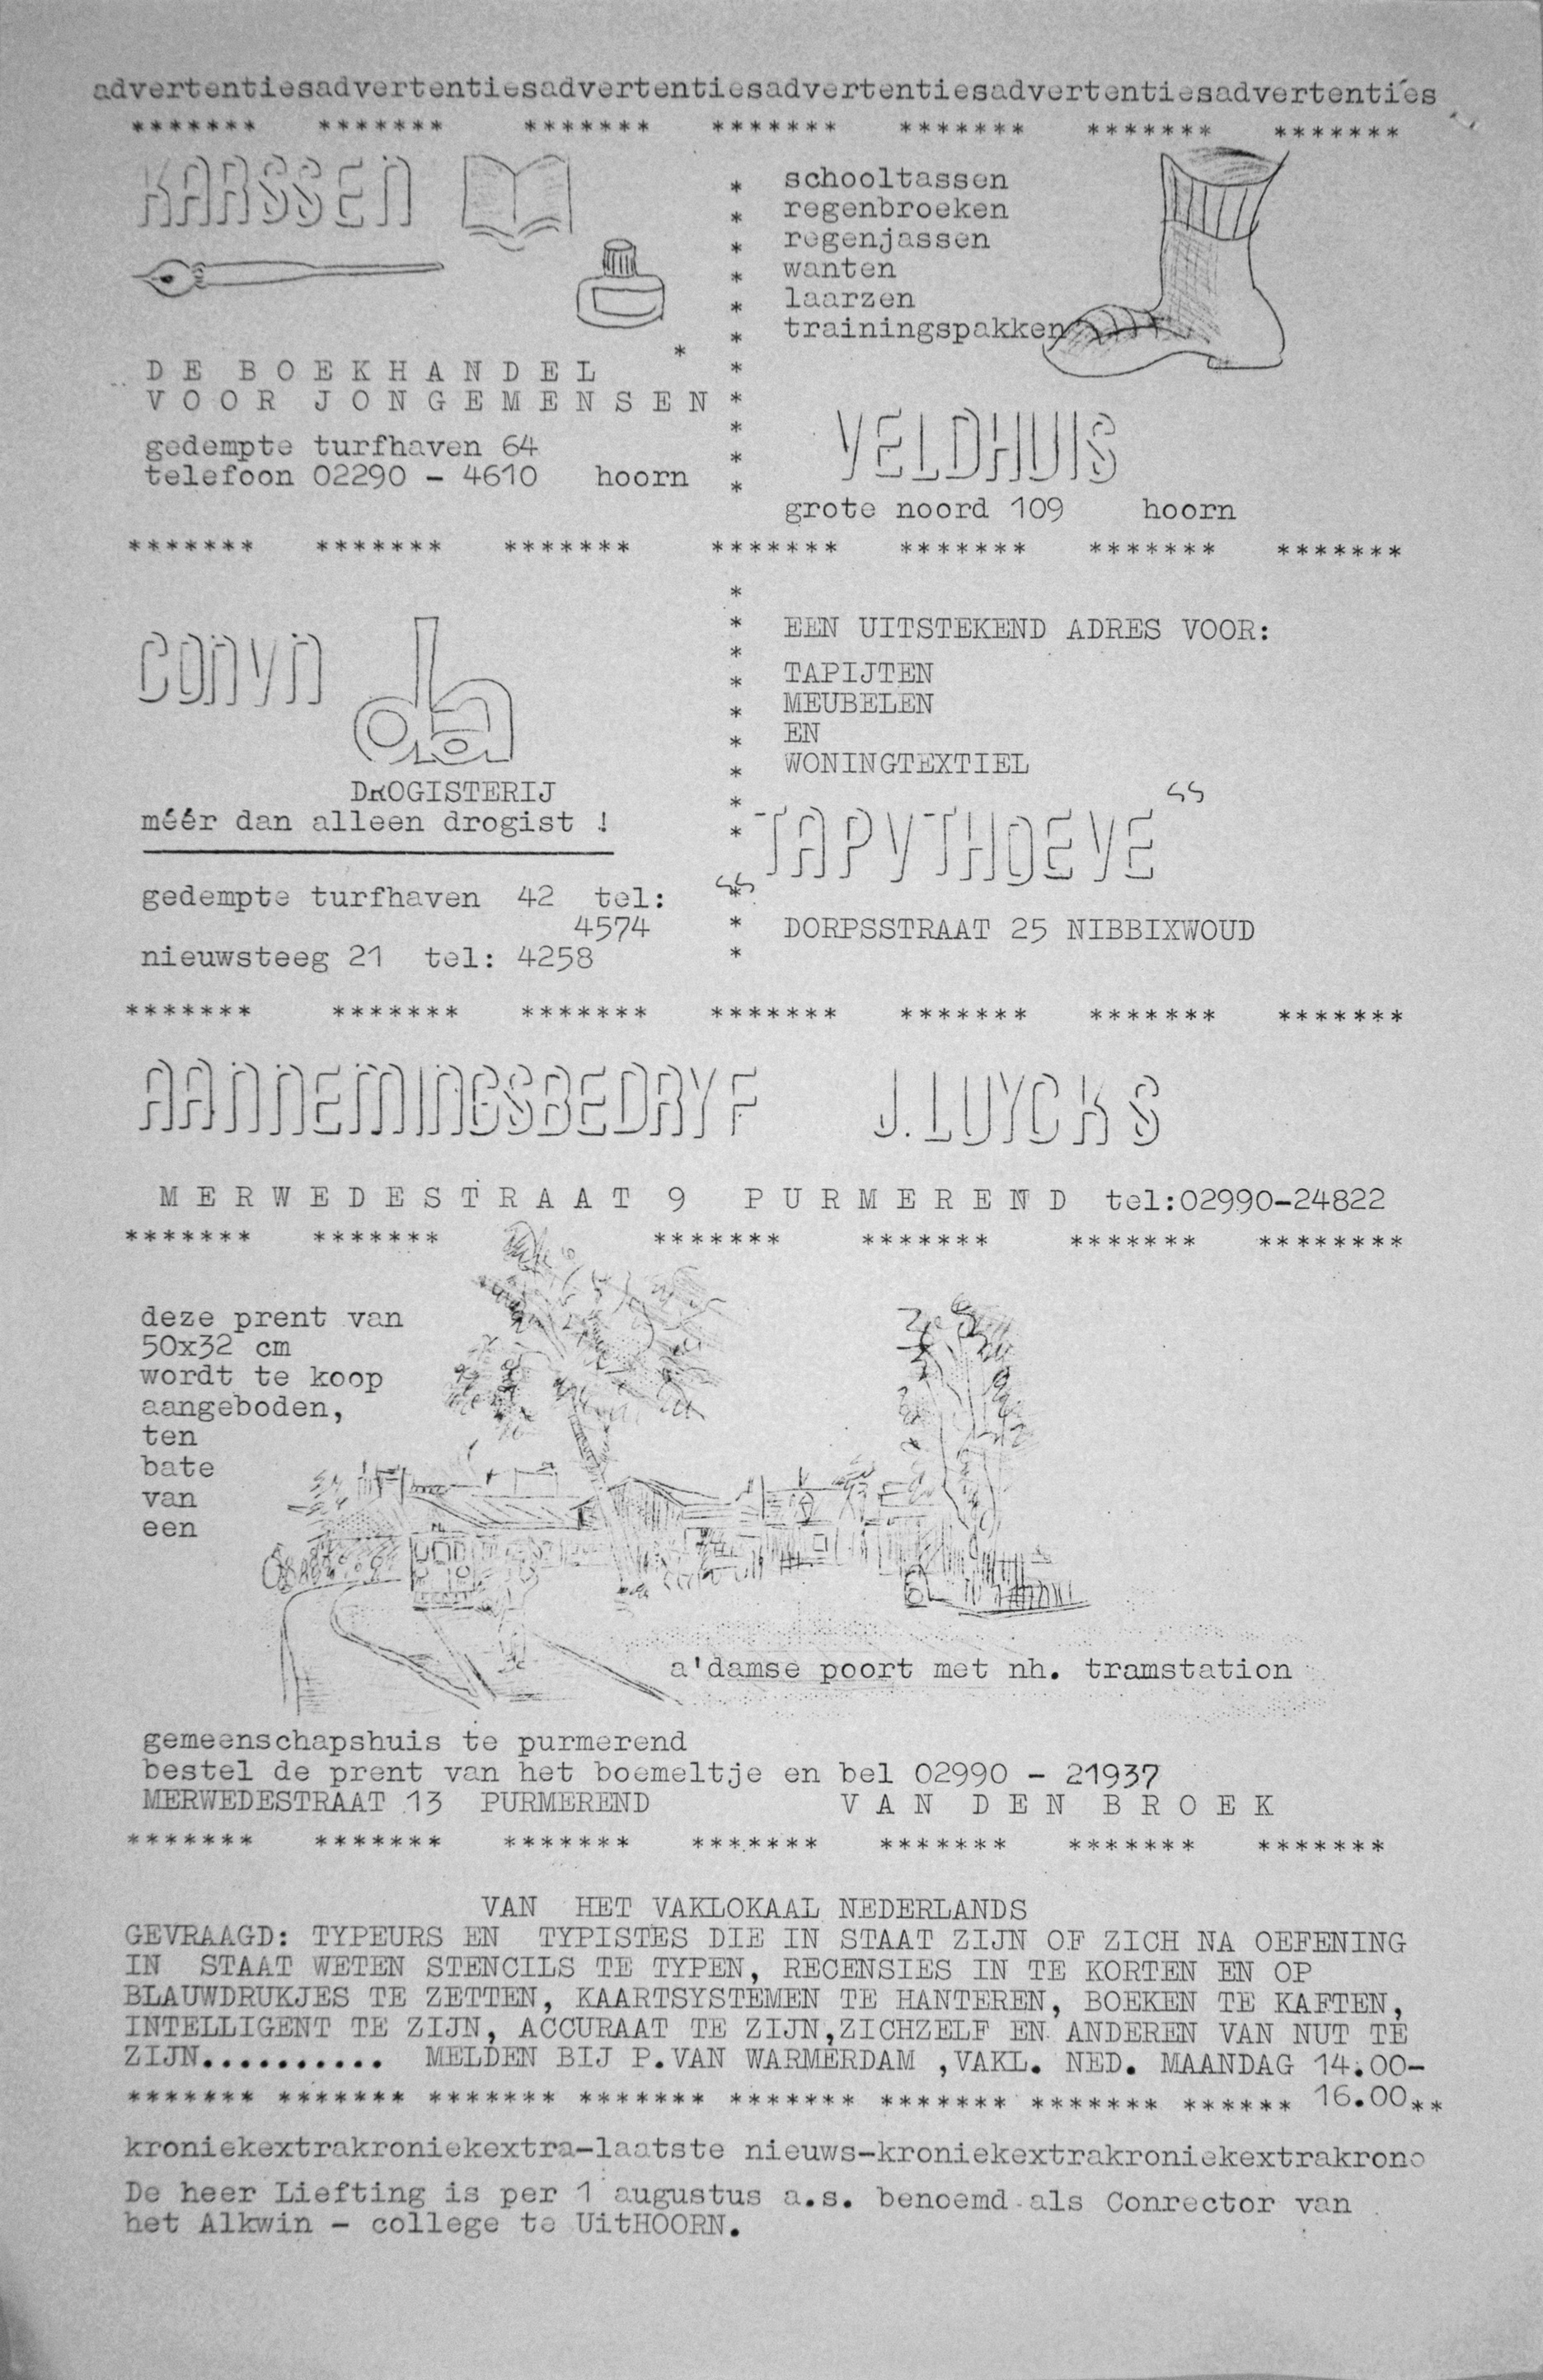 advertentiesadvertentiesadvertentiesadvertentiesadvertentiesadvertenties
******* ******* ******* ******* ******* ******* *******
KARSSEN
DE BOEKHANDEL
VOOR JONGEMENSEN
gedempte turfhaven 64
telefoon 02290 - 4610 hoorn
schooltassen
regenbroeken
regenjassen
wanten
laarzen
trainingspakken
VELDHUIS
grote noord 109 hoorn
******* ******* ******* ******* ******* ******* *******
CONYN
da
DROGISTERIJ
méér dan alleen drogist !
gedempte turfhaven 42 tel:
4574
nieuwsteeg 21 tel: 4258
EEN UITSTEKEND ADRES VOOR:
TAPIJTEN
MEUBELEN
EN
WONINGTEXTIEL
"TAPYTHOEVE"
DORPSSTRAAT 25 NIBBIXWOUD
******* ******* ******* ******* ******* ******* *******
AANNEMINGSBEDRYF J.LUYCKS
MERWEDESTRAAT 9 PURMEREND tel:02990-24822
******* ******* ******* ******* ******* ********
deze prent van
50x32 cm
wordt te koop
aangeboden,
ten
bate
van
een
a'damse poort met nh. tramstation
gemeenschapshuis te purmerend
bestel de prent van het boemeltje en bel 02990 - 21937
MERWEDESTRAAT 13 PURMEREND VAN DEN BROEK
******* ******* ******* ******* ******* ******* *******
VAN HET VAKLOKAAL NEDERLANDS
GEVRAAGD: TYPEURS EN TYPISTES DIE IN STAAT ZIJN OF ZICH NA OEFENING
IN STAAT WETEN STENCILS TE TYPEN, RECENSIES IN TE KORTEN EN OP
BLAUWDRUKJES TE ZETTEN, KAARTSYSTEMEN TE HANTEREN, BOEKEN TE KAFTEN,
INTELLIGENT TE ZIJN, ACCURAAT TE ZIJN,ZICHZELF EN ANDEREN VAN NUT TE
ZIJN.......... MELDEN BIJ P.VAN WARMERDAM ,VAKL. NED. MAANDAG 14.00-
******* ******* ******* ******* ******* ******* ******* ****** 16.00**
kroniekextrakroniekextra-laatste nieuws-kroniekextrakroniekextrakrono
De heer Liefting is per 1 augustus a.s. benoemd als Conrector van
het Alkwin - college te UitHOORN.